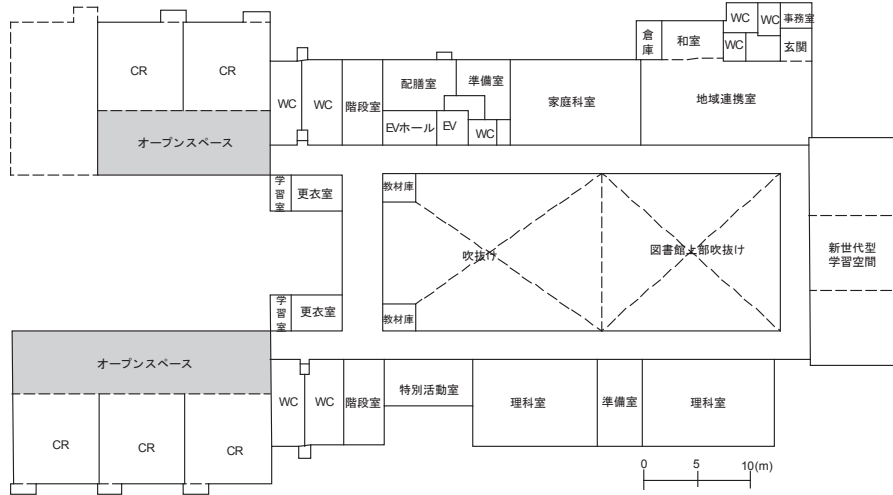 WC
WC
事務室
倉庫
和室
WC
玄関
CR
CR
WC
WC
階段室
配膳室
準備室
家庭科室
地域連携室
EVホール
EV
WC
オープンスペース
学習室
更衣室
教材庫
吹抜け
図書館上部吹抜け
新世代型
学習空間
学習室
更衣室
教材庫
オープンスペース
CR
CR
CR
WC
WC
階段室
特別活動室
理科室
準備室
理科室
0 5 10(m)